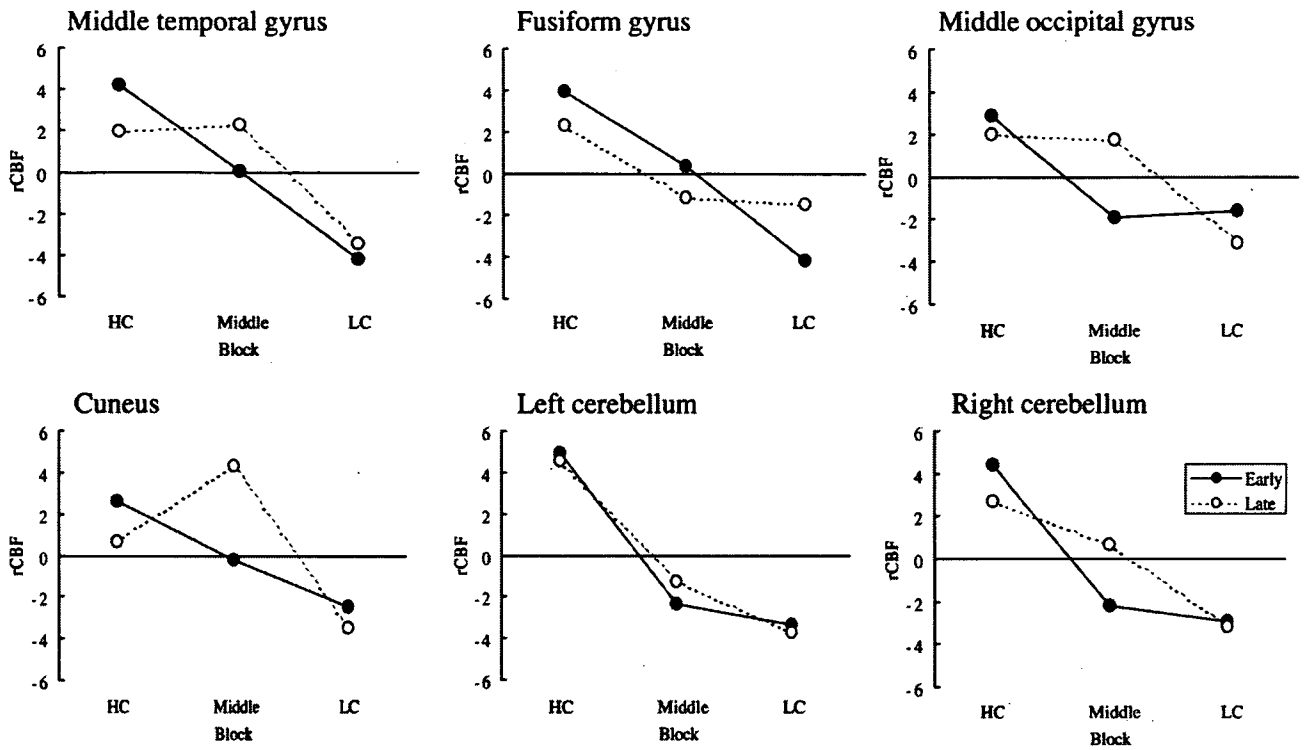 Middle temporal gyrus
6
4
2
0
-2
-4
-6
rCBF
HC Middle LC
Block
Fusiform gyrus
6
4
2
0
-2
-4
-6
rCBF
HC Middle LC
Block
Middle occipital gyrus
6
4
2
0
-2
-4
-6
rCBF
HC Middle LC
Block
Cuneus
6
4
2
0
-2
-4
-6
rCBF
HC Middle LC
Block
Left cerebellum
6
4
2
0
-2
-4
-6
rCBF
HC Middle LC
Block
Right cerebellum
6
4
2
0
-2
-4
-6
rCBF
HC Middle LC
Block
Early
Late